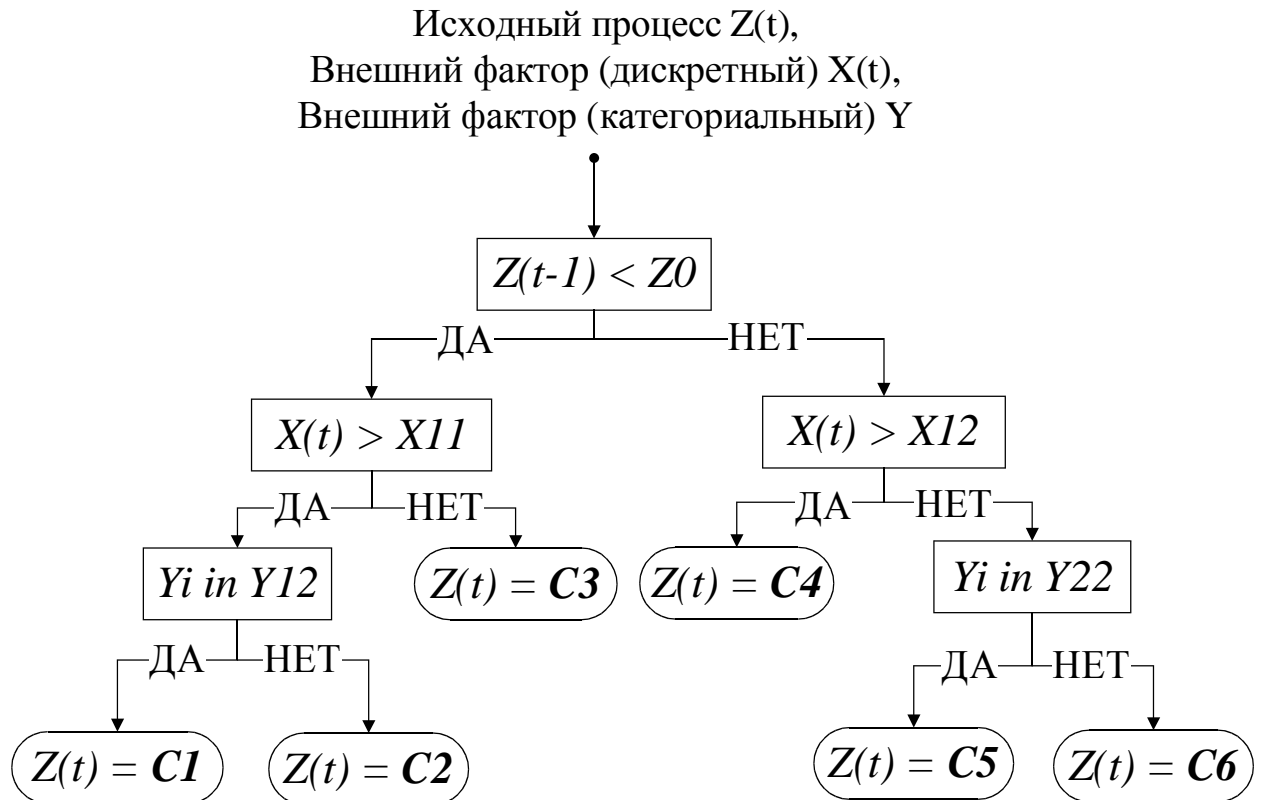 Исходный процесс Z(t),
Внешний фактор (дискретный) X(t),
Внешний фактор (категориальный) Y
Z(t-1) < Z0
ДА
НЕТ
X(t) > X11
X(t) > X12
ДА
НЕТ
ДА
НЕТ
Yi in Y12
Z(t) = C3
Z(t) = C4
Yi in Y22
ДА
НЕТ
ДА
НЕТ
Z(t) = C1
Z(t) = C2
Z(t) = C5
Z(t) = C6